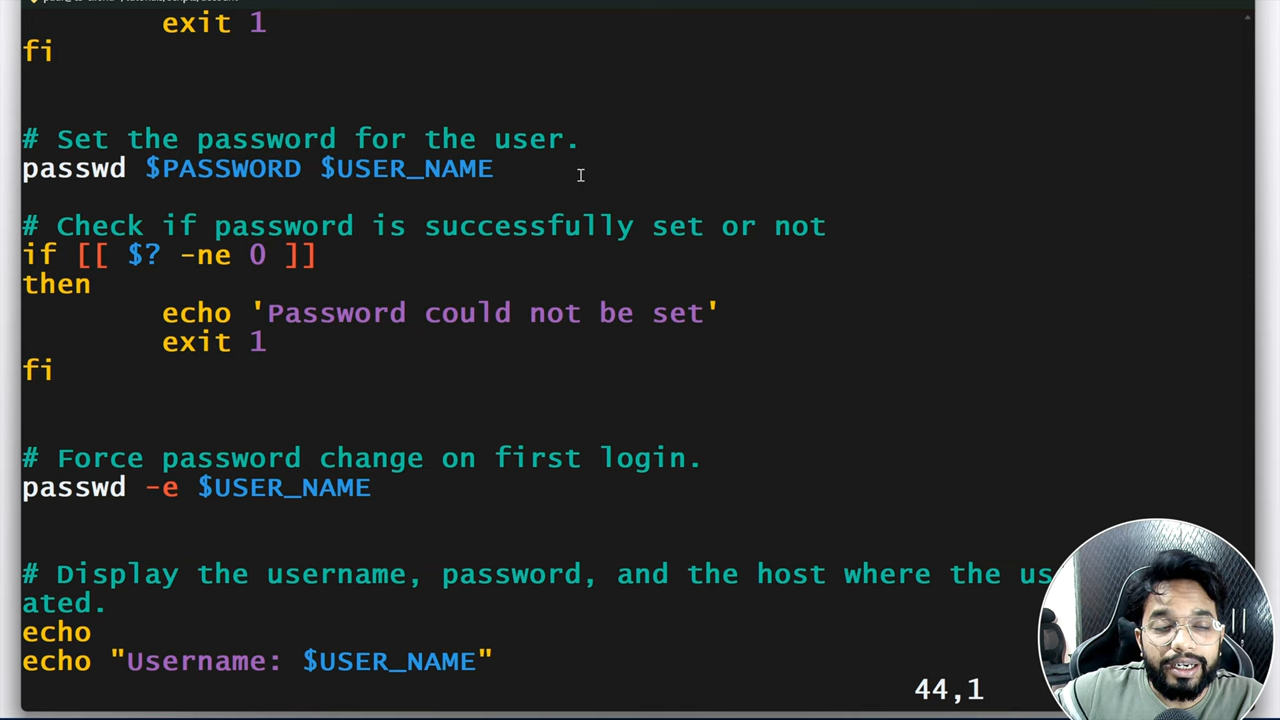 exit 1
fi
# Set the password for the user.
passwd $PASSWORD $USER_NAME
# Check if password is successfully set or not
if [[ $? -ne 0 ]]
then
echo 'Password could not be set'
exit 1
fi
# Force password change on first login.
passwd -e $USER_NAME
# Display the username, password, and the host where the us
ated.
echo
echo "Username: $USER_NAME"
44,1